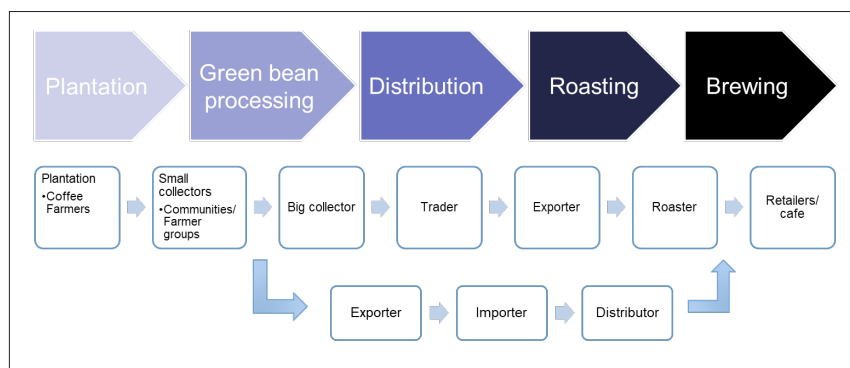 Plantation
Green bean
processing
Distribution
Roasting
Brewing
Plantation
•Coffee
Farmers
Small
collectors
•Communities/
Farmer
groups
Big collector
Trader
Exporter
Roaster
Retailers/
cafe
Exporter
Importer
Distributor